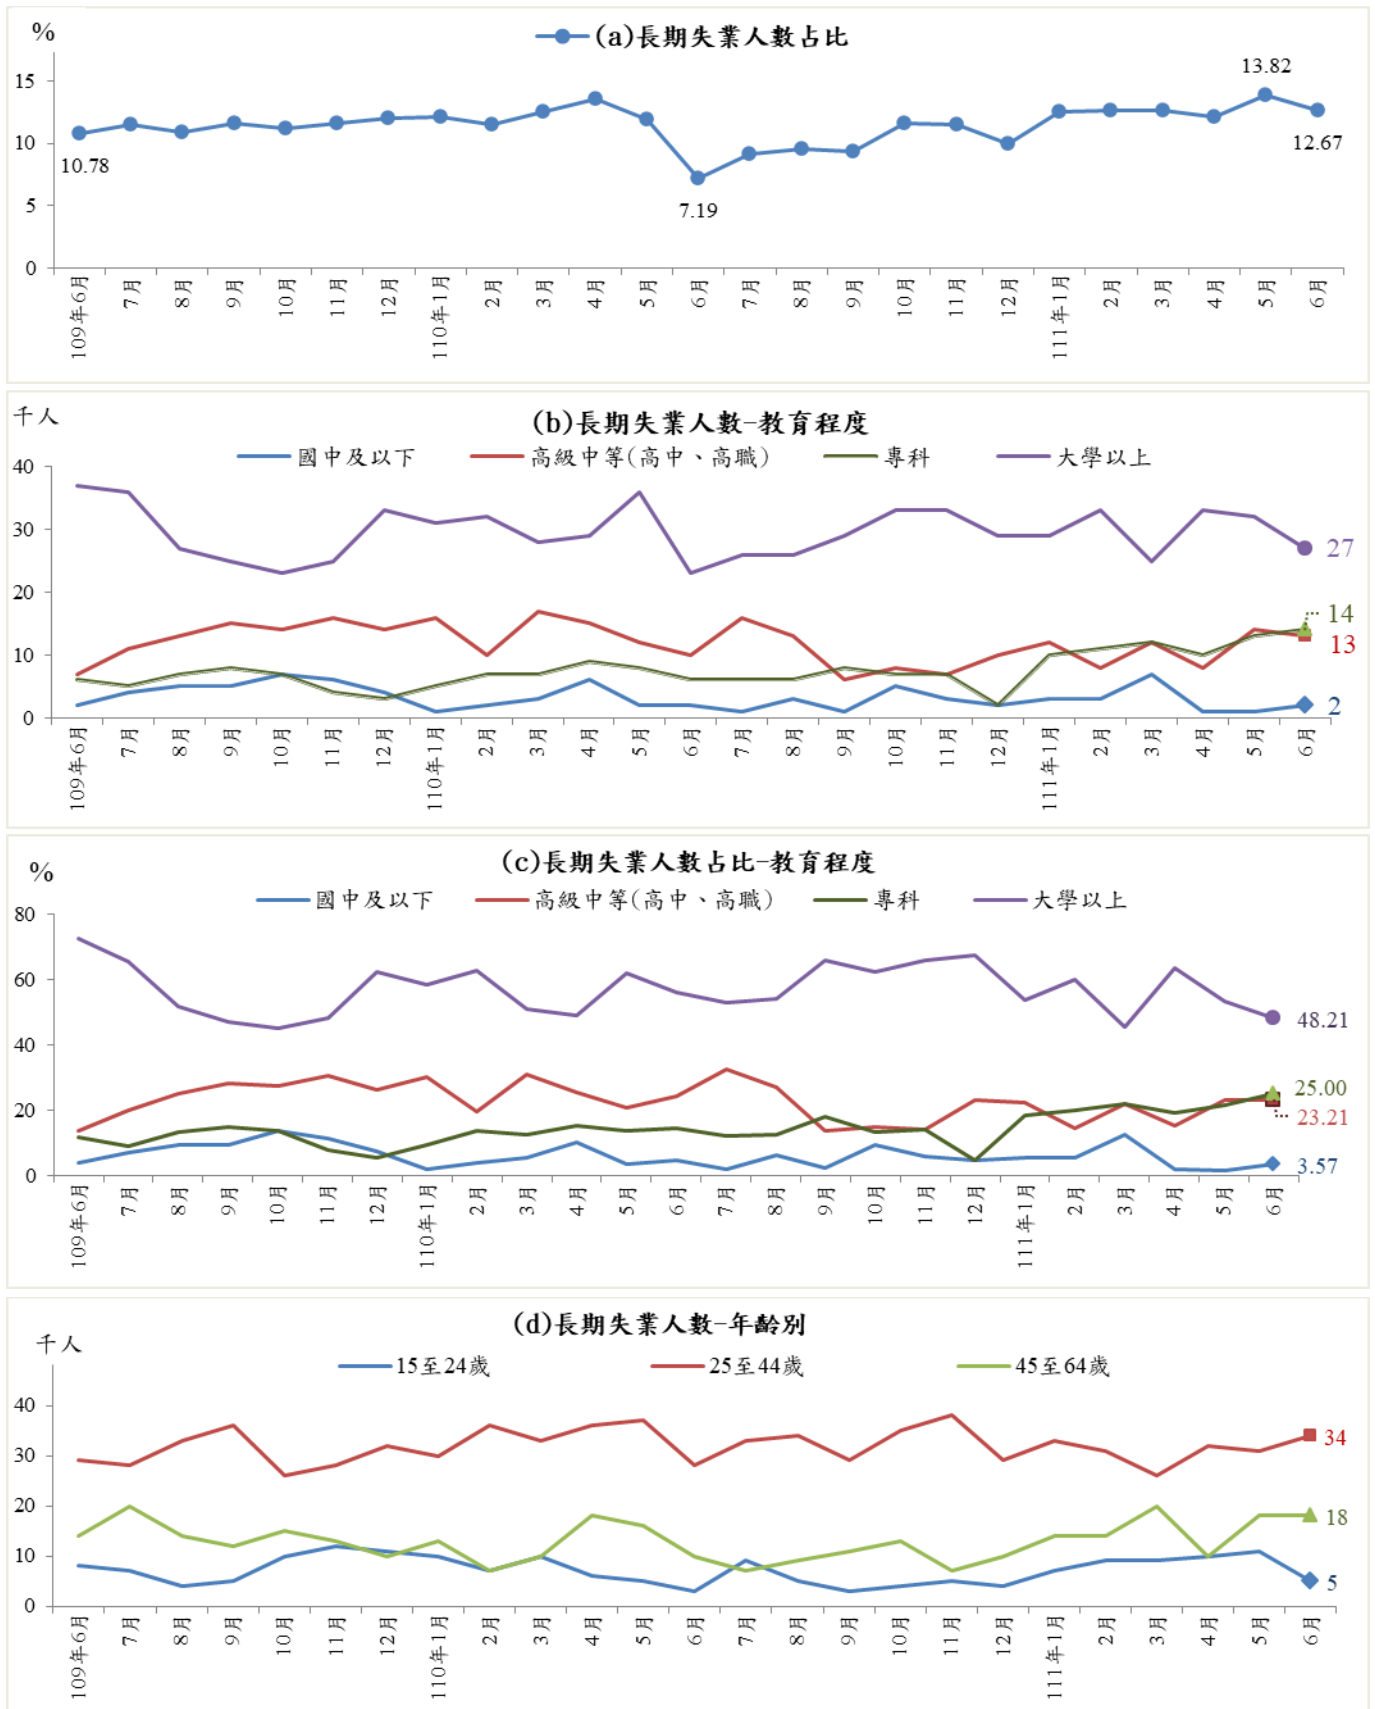 %
(a)長期失業人數占比
15
10
5
0
10.78
7.19
13.82
12.67
109年6月 7月 8月 9月 10月 11月 12月 110年1月 2月 3月 4月 5月 6月 7月 8月 9月 10月 11月 12月 111年1月 2月 3月 4月 5月 6月
千人
(b)長期失業人數-教育程度
國中及以下 高級中等(高中、高職) 專科 大學以上
40
30
20
10
0
27
14
13
2
109年6月 7月 8月 9月 10月 11月 12月 110年1月 2月 3月 4月 5月 6月 7月 8月 9月 10月 11月 12月 111年1月 2月 3月 4月 5月 6月
%
(c)長期失業人數占比-教育程度
國中及以下 高級中等(高中、高職) 專科 大學以上
80
60
40
20
0
48.21
25.00
23.21
3.57
109年6月 7月 8月 9月 10月 11月 12月 110年1月 2月 3月 4月 5月 6月 7月 8月 9月 10月 11月 12月 111年1月 2月 3月 4月 5月 6月
(d)長期失業人數-年齡別
千人
15至24歲 25至44歲 45至64歲
40
30
20
10
0
34
18
5
109年6月 7月 8月 9月 10月 11月 12月 110年1月 2月 3月 4月 5月 6月 7月 8月 9月 10月 11月 12月 111年1月 2月 3月 4月 5月 6月